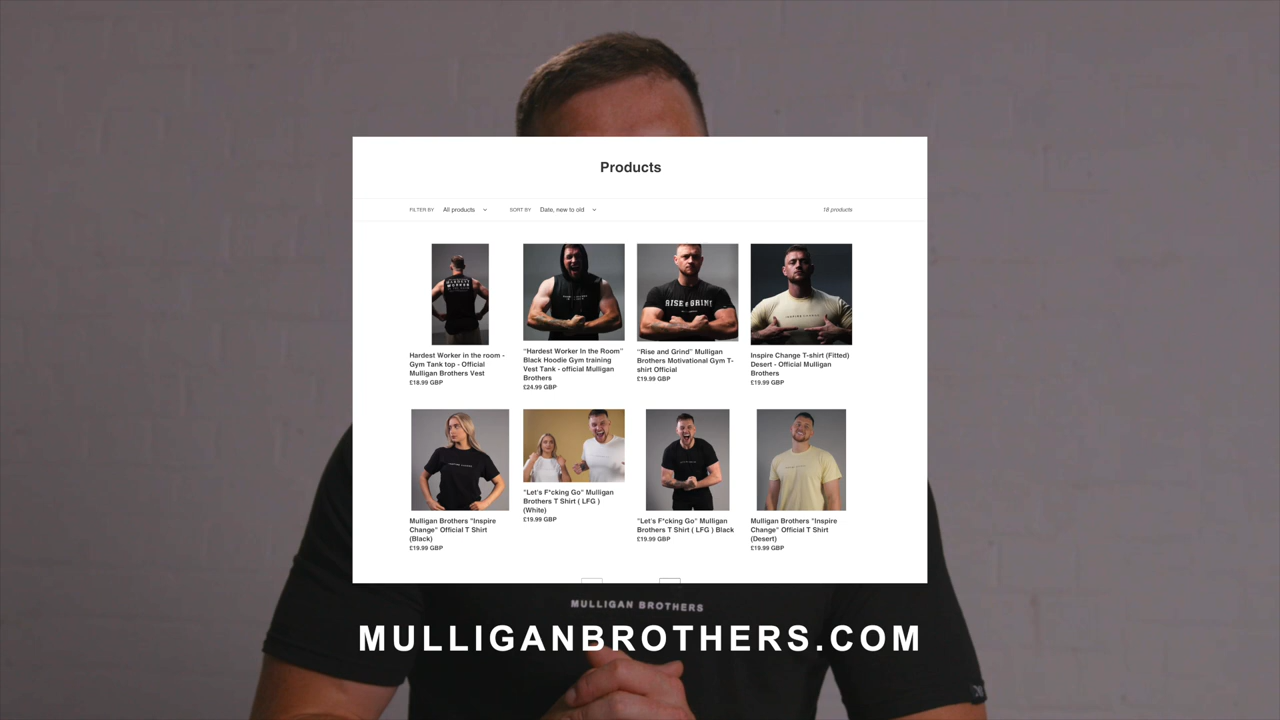 Products
FILTER BY All products SORT BY Date, new to old 18 products
Hardest Worker in the room -
Gym Tank top - Official
Mulligan Brothers Vest
£18.99 GBP
“Hardest Worker In the Room”
Black Hoodie Gym training
Vest Tank - official Mulligan
Brothers
£24.99 GBP
RISE & GRIND
“Rise and Grind” Mulligan
Brothers Motivational Gym T-
shirt Official
£19.99 GBP
INSPIRE CHANGE
Inspire Change T-shirt (Fitted)
Desert - Official Mulligan
Brothers
£19.99 GBP
INSPIRE CHANGE
Mulligan Brothers "Inspire
Change" Official T Shirt
(Black)
£19.99 GBP
"Let's F*cking Go" Mulligan
Brothers T Shirt ( LFG )
(White)
£19.99 GBP
"Let's F*cking Go" Mulligan
Brothers T Shirt ( LFG ) Black
£19.99 GBP
Mulligan Brothers "Inspire
Change" Official T Shirt
(Desert)
£19.99 GBP
MULLIGAN BROTHERS
MULLIGANBROTHERS.COM